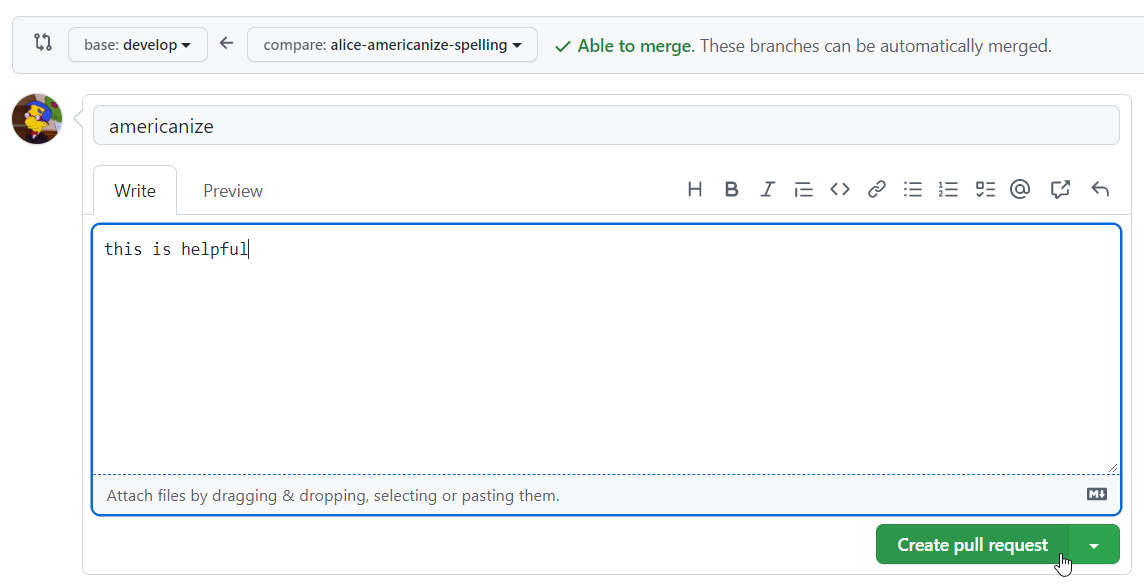 base: develop compare: alice-americanize-spelling Able to merge. These branches can be automatically merged.
americanize
Write Preview H B I @
this is helpful
Attach files by dragging & dropping, selecting or pasting them. M
Create pull request